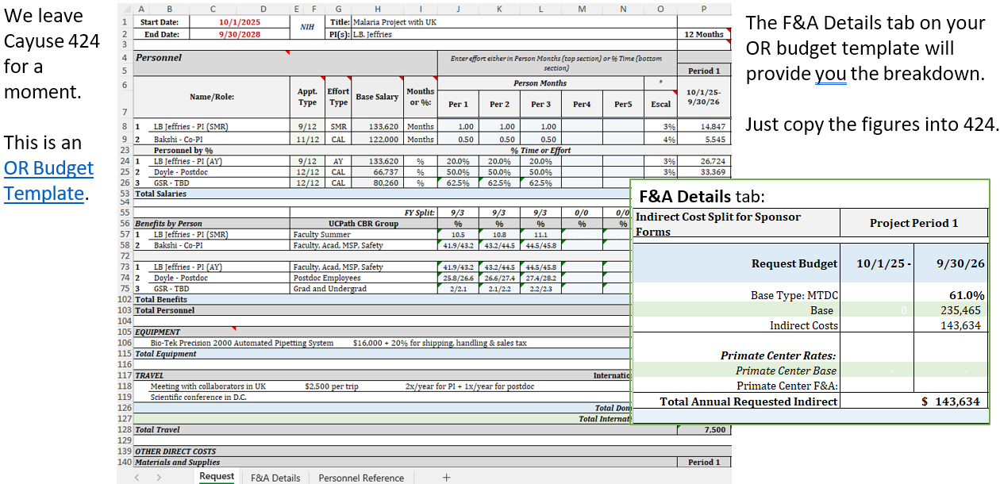 We leave
Cayuse 424
for a
moment.
This is an
OR Budget
Template.
A B C D E F G H I J K L M N O P
1 Start Date: 10/1/2025 NIH Title: Malaria Project with UK
2 End Date: 9/30/2028 PI(s): L.B. Jeffries 12 Months
3
4 Personnel Enter effort either in Person Months (top section) or % Time (bottom section)
5 Period 1
6 Name/Role: Appt. Type Effort Type Base Salary Months or %: Person Months * 10/1/25-9/30/26
7 Per 1 Per 2 Per 3 Per4 Per5 Escal
8 1 LB Jeffries - PI (SMR) 9/12 SMR 133,620 Months 1.00 1.00 1.00 3% 14,847
9 2 Bakshi - Co-PI 11/12 CAL 122,000 Months 0.50 0.50 0.50 4% 5,545
23 Personnel by % % Time or Effort
24 1 LB Jeffries - PI (AY) 9/12 AY 133,620 % 20.0% 20.0% 20.0% 3% 26,724
25 2 Doyle - Postdoc 12/12 CAL 66,737 % 50.0% 50.0% 50.0% 3% 33,369
26 3 GSR - TBD 12/12 CAL 80,260 % 62.5% 62.5% 62.5%
53 Total Salaries
54
55 FY Split: 9/3 9/3 9/3 0/0 0/0
56 Benefits by Person UCPath CBR Group % % % % %
57 1 LB Jeffries - PI (SMR) Faculty Summer 10.5 10.8 11.1
58 2 Bakshi - Co-PI Faculty, Acad, MSP, Safety 41.9/43.2 43.2/44.5 44.5/45.8
72
73 1 LB Jeffries - PI (AY) Faculty, Acad, MSP, Safety 41.9/43.2 43.2/44.5 44.5/45.8
74 2 Doyle - Postdoc Postdoc Employees 25.8/26.6 26.6/27.4 27.4/28.2
75 3 GSR - TBD Grad and Undergrad 2/2.1 2.1/2.2 2.2/2.3
102 Total Benefits
103 Total Personnel
104
105 EQUIPMENT
106 Bio-Tek Precision 2000 Automated Pipetting System $16,000 + 20% for shipping, handling & sales tax
115 Total Equipment
116
117 TRAVEL Internatio
118 Meeting with collaborators in UK $2,500 per trip 2x/year for PI + 1x/year for postdoc
119 Scientific conference in D.C.
126 Total Dom
127 Total Internat
128 Total Travel 7,500
129
139 OTHER DIRECT COSTS
140 Materials and Supplies Period 1
Request F&A Details Personnel Reference +
The F&A Details tab on your
OR budget template will
provide you the breakdown.
Just copy the figures into 424.
F&A Details tab:
Indirect Cost Split for Sponsor Forms Project Period 1
Request Budget 10/1/25 - 9/30/26
Base Type: MTDC 61.0%
Base 0 235,465
Indirect Costs 143,634
Primate Center Rates:
Primate Center Base - -
Primate Center F&A:
Total Annual Requested Indirect $ 143,634